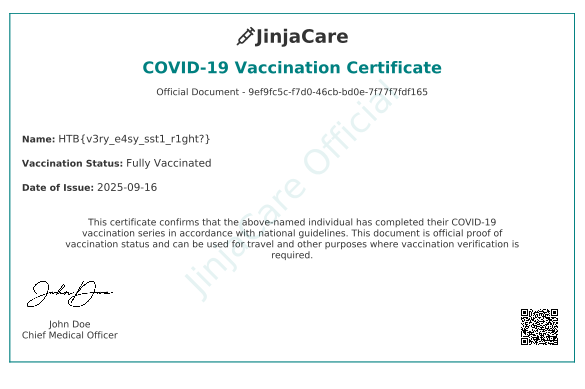 JinjaCare
COVID-19 Vaccination Certificate
Official Document - 9ef9fc5c-f7d0-46cb-bd0e-7f77f7fdf165
Name: HTB{v3ry_e4sy_sst1_r1ght?}
Vaccination Status: Fully Vaccinated
Date of Issue: 2025-09-16
This certificate confirms that the above-named individual has completed their COVID-19
vaccination series in accordance with national guidelines. This document is official proof of
vaccination status and can be used for travel and other purposes where vaccination verification is
required.
JinjaCare Official
John Doe
John Doe
Chief Medical Officer